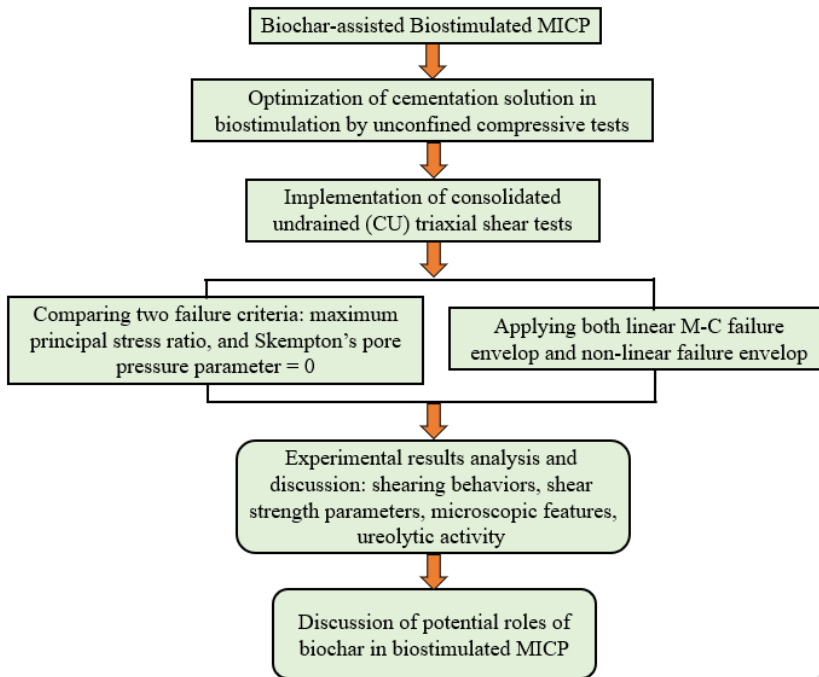 Biochar-assisted Biostimulated MICP
Optimization of cementation solution in
biostimulation by unconfined compressive tests
Implementation of consolidated
undrained (CU) triaxial shear tests
Comparing two failure criteria: maximum
principal stress ratio, and Skempton's pore
pressure parameter = 0
Applying both linear M-C failure
envelop and non-linear failure envelop
Experimental results analysis and
discussion: shearing behaviors, shear
strength parameters, microscopic features,
ureolytic activity
Discussion of potential roles of
biochar in biostimulated MICP